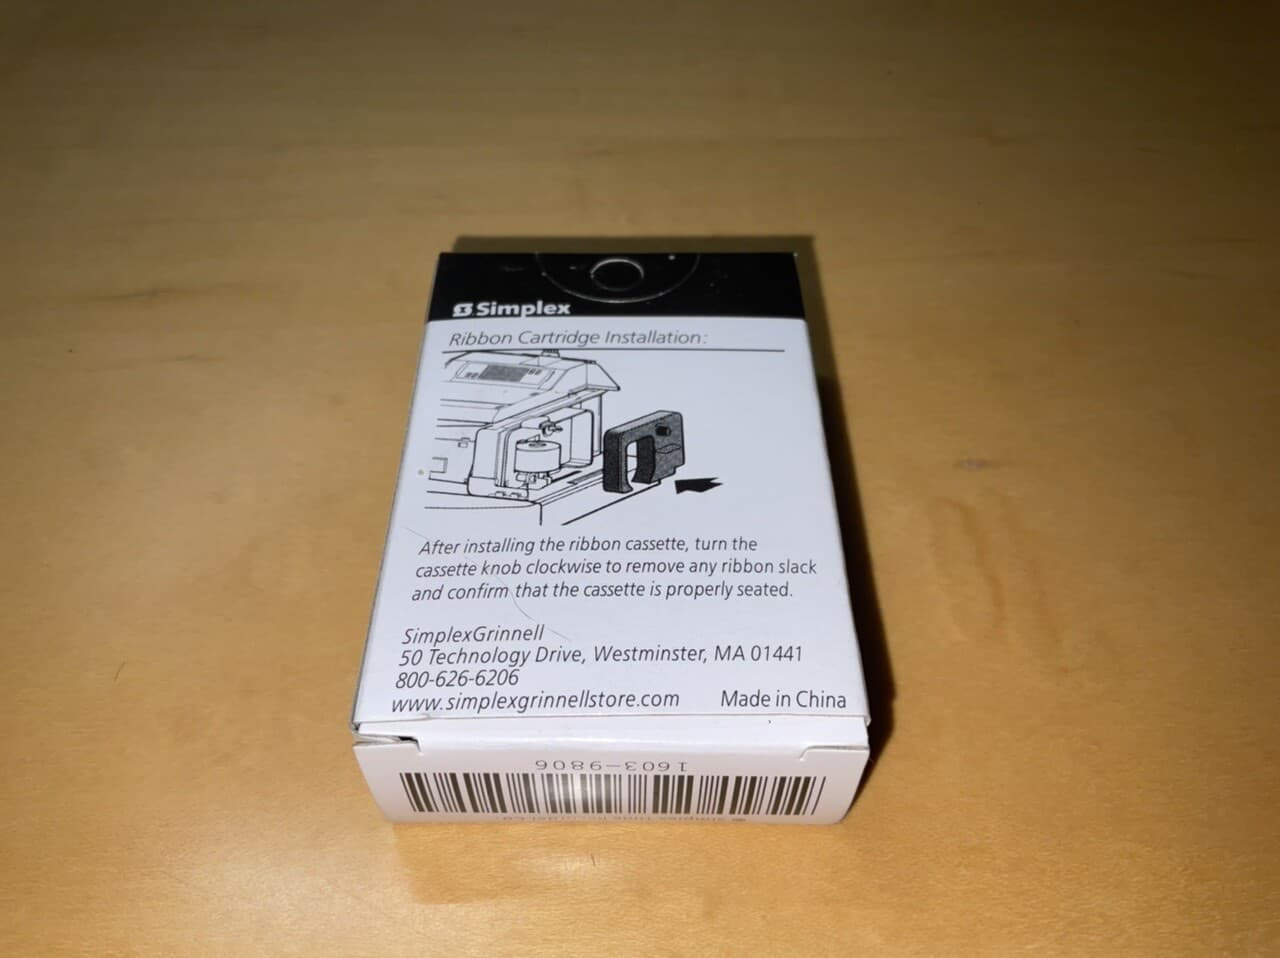 Simplex
Ribbon Cartridge Installation:
After installing the ribbon cassette, turn the
cassette knob clockwise to remove any ribbon slack
and confirm that the cassette is properly seated.
SimplexGrinnell
50 Technology Drive, Westminster, MA 01441
800-626-6206
www.simplexgrinnellstore.com Made in China
1603-9806